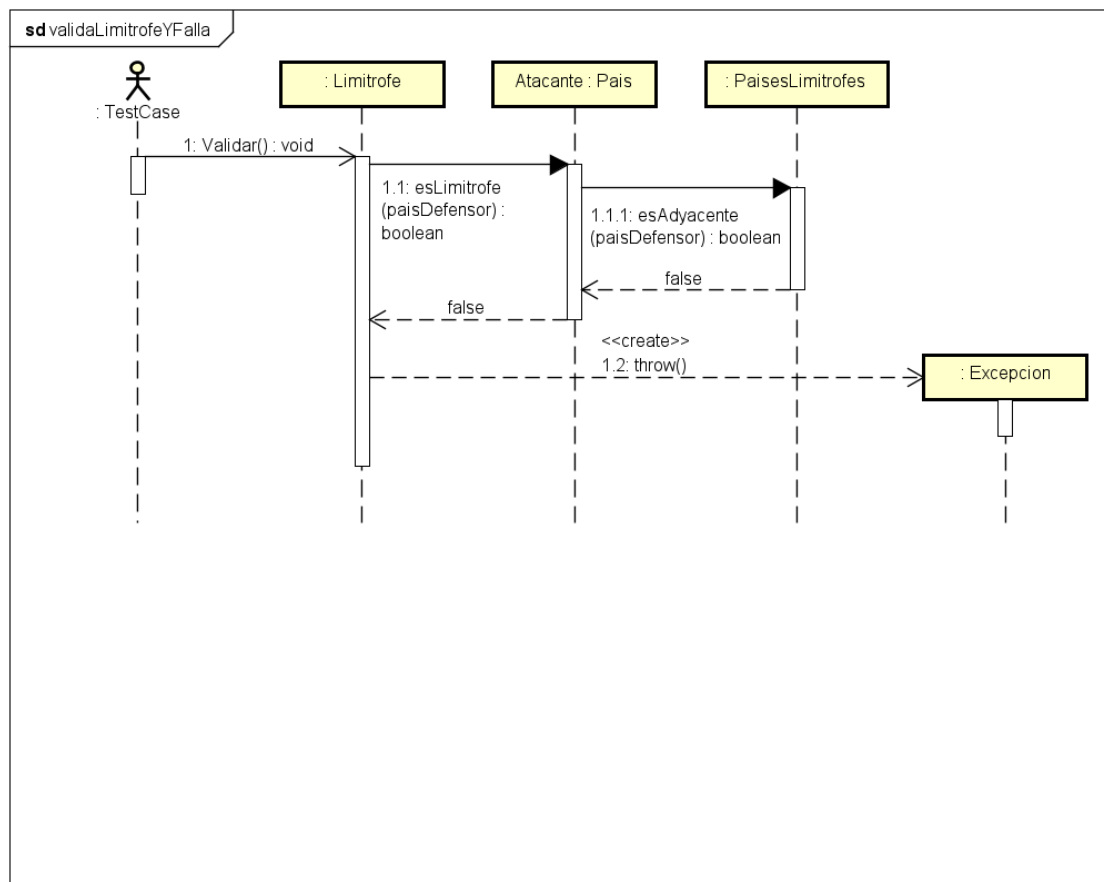 sd validaLimitrofeYFalla
: TestCase
: Limitrofe
Atacante : Pais
: PaisesLimitrofes
1: Validar() : void
1.1: esLimitrofe
(paisDefensor) :
boolean
1.1.1: esAdyacente
(paisDefensor) : boolean
false
false
<<create>>
1.2: throw()
: Excepcion